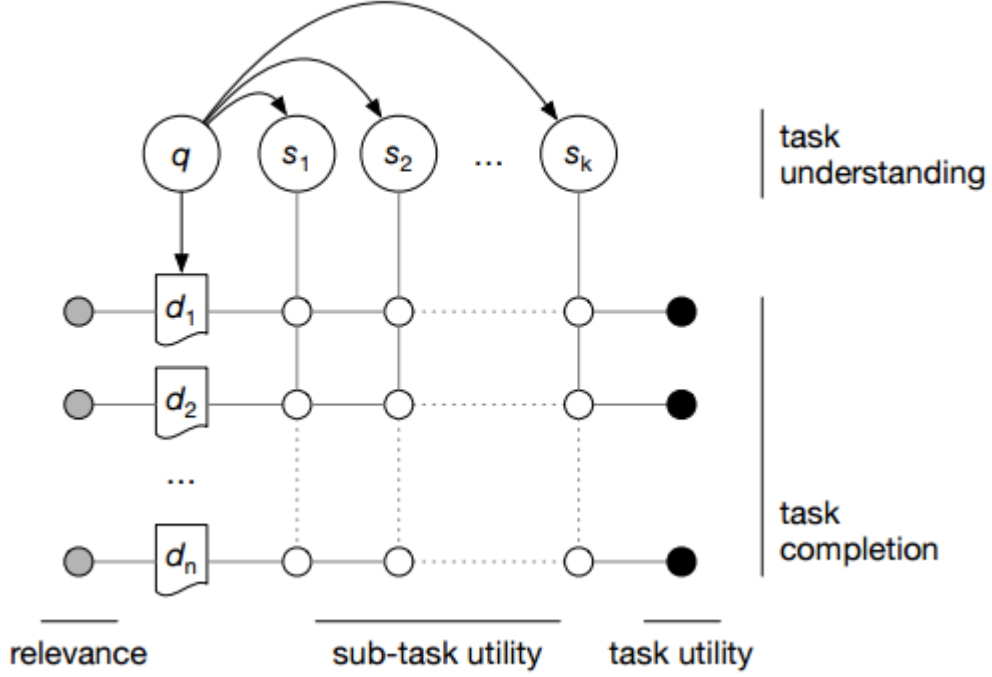 q s1 s2 ... sk
task
understanding
d1
d2
...
dn
task
completion
relevance sub-task utility task utility